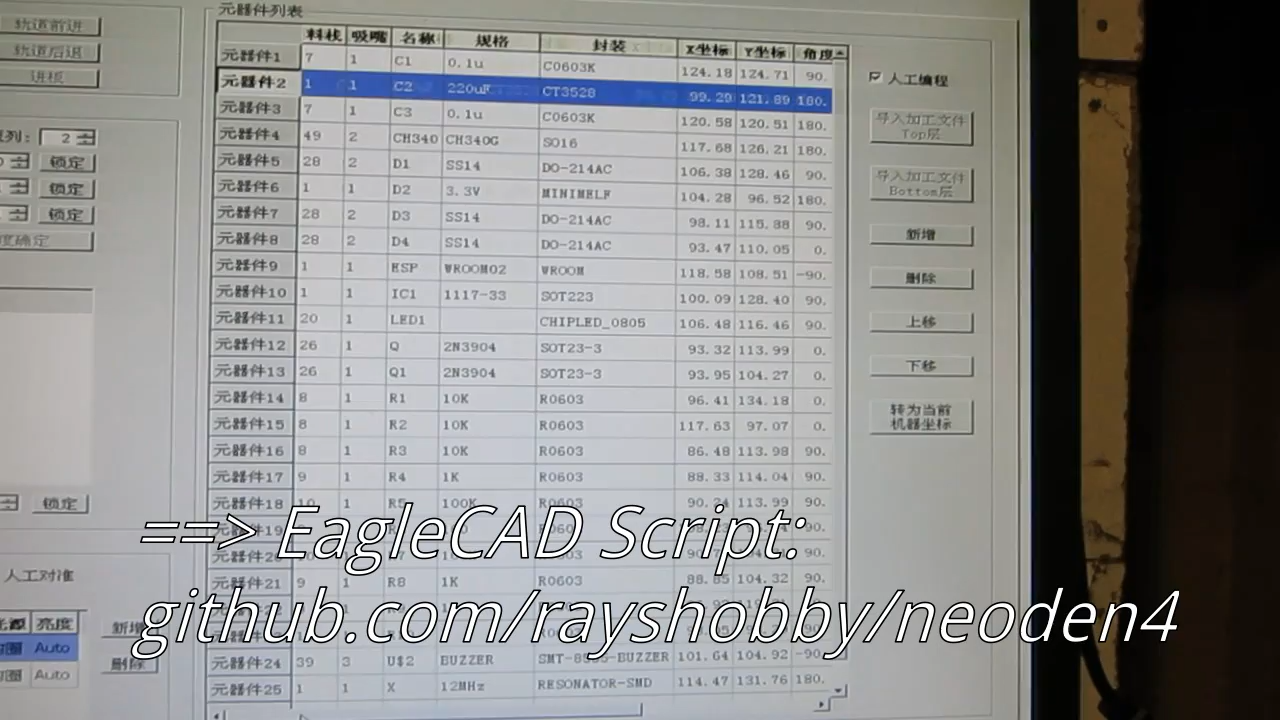 元器件列表
轨道前进
轨道后退
进板
料栈 吸嘴 名称 规格 封装 X坐标 Y坐标 角度
元器件1 7 1 C1 0.1u C0603K 124.18 124.71 90.
元器件2 1 1 C2 220uF CT3528 99.29 121.89 180.
元器件3 7 1 C3 0.1u C0603K 120.58 120.51 180.
元器件4 49 2 CH340 CH340G SO16 117.68 126.21 180.
元器件5 28 2 D1 SS14 DO-214AC 106.38 128.46 90.
元器件6 1 1 D2 3.3V MINIMELF 104.28 96.52 180.
元器件7 28 2 D3 SS14 DO-214AC 98.11 115.88 90.
元器件8 28 2 D4 SS14 DO-214AC 93.47 110.05 0.
元器件9 1 1 ESP WROOM02 WROOM 118.58 108.51 -90.
元器件10 1 1 IC1 1117-33 SOT223 100.09 128.40 90.
元器件11 20 1 LED1 CHIPLED_0805 106.48 116.46 90.
元器件12 26 1 Q 2N3904 SOT23-3 93.32 113.99 0.
元器件13 26 1 Q1 2N3904 SOT23-3 93.95 104.27 0.
元器件14 8 1 R1 10K R0603 96.41 134.18 0.
元器件15 8 1 R2 10K R0603 117.63 97.07 0.
元器件16 8 1 R3 10K R0603 86.48 113.98 90.
元器件17 9 1 R4 1K R0603 88.33 114.04 90.
元器件18 10 1 R5 100K R0603 90.24 113.99 90.
元器件19 90.
90.
元器件21 9 1 R8 1K R0603 88.85 104.32 90.
元器件24 39 3 U$2 BUZZER 101.64 104.92 -90.
元器件25 1 1 X 12MHz RESONATOR-SMD 114.47 131.76 180.
人工编程
导入加工文件
Top层
导入加工文件
Bottom层
新增
删除
上移
下移
转为当前
机器坐标
2
锁定
锁定
锁定
锁定
人工对准
亮度
Auto
Auto
新增
删除
==> EagleCAD Script:
github.com/rayshobby/neoden4